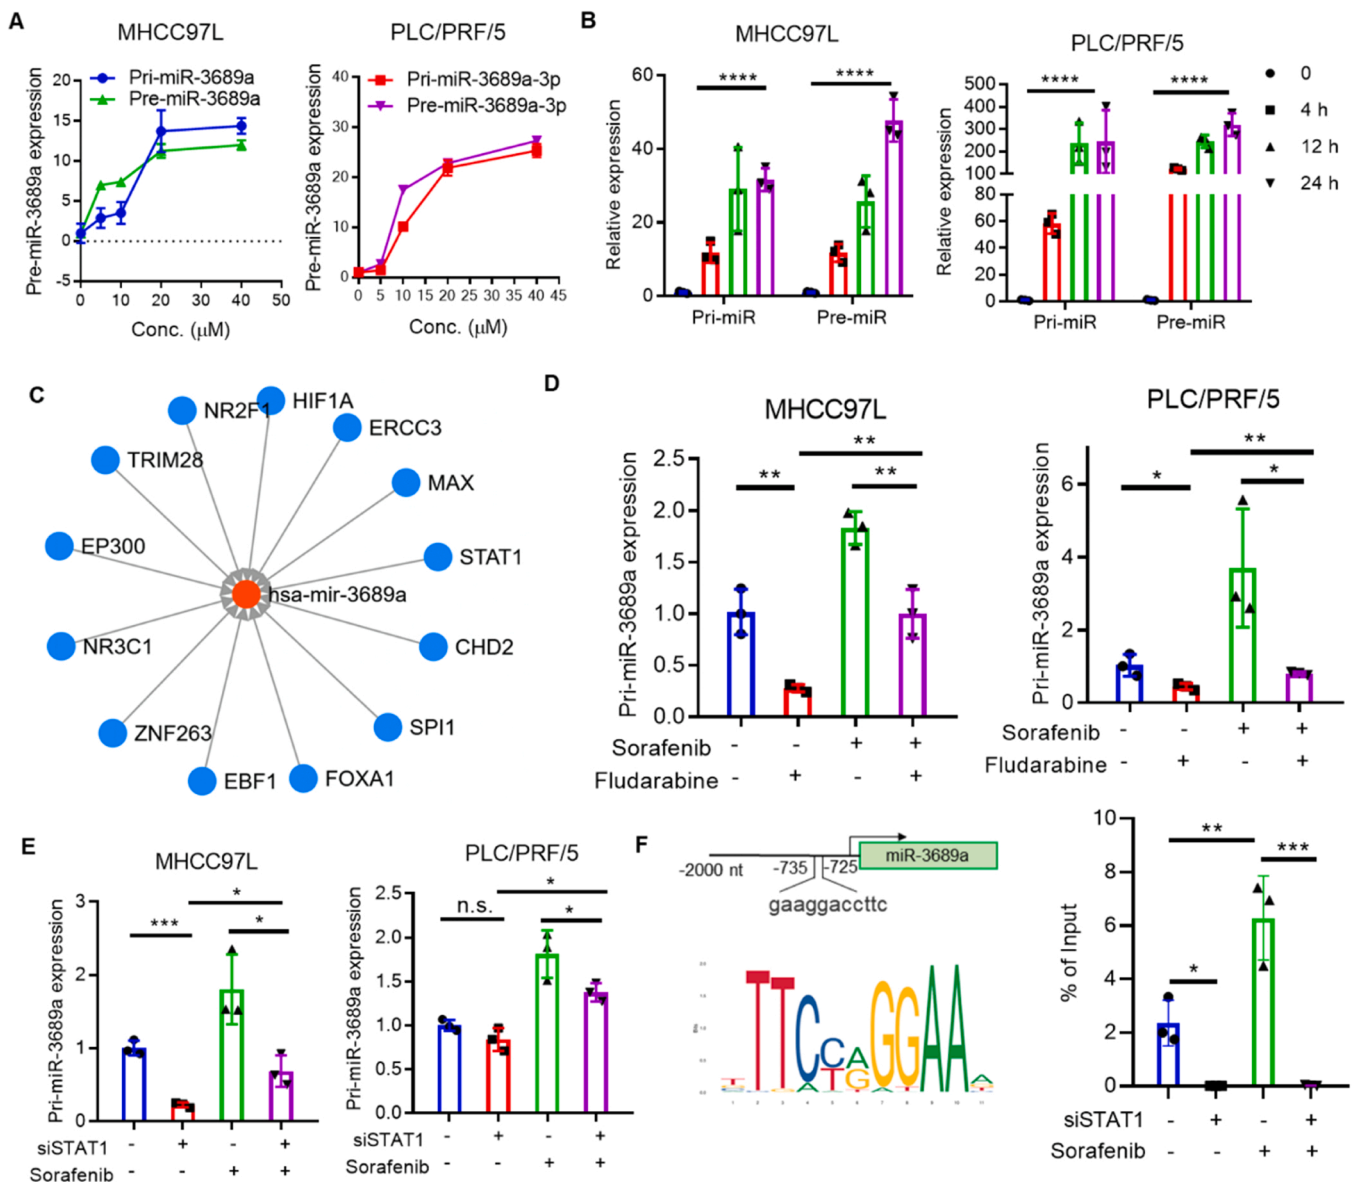 A
MHCC97L
Pre-miR-3689a expression
Pri-miR-3689a
Pre-miR-3689a
20
15
10
5
0
-5
0 10 20 30 40 50
Conc. (μM)
PLC/PRF/5
Pre-miR-3689a expression
Pri-miR-3689a-3p
Pre-miR-3689a-3p
40
30
20
10
0
0 5 10 15 20 25 30 35 40 45
Conc. (μM)
B
MHCC97L
Relative expression
60
40
20
0
**** ****
Pri-miR Pre-miR
PLC/PRF/5
Relative expression
500
400
300
200
100
80
60
40
20
0
**** ****
Pri-miR Pre-miR
0
4 h
12 h
24 h
C
NR2F1
HIF1A
ERCC3
TRIM28
MAX
EP300
STAT1
hsa-mir-3689a
NR3C1
CHD2
ZNF263
SPI1
EBF1
FOXA1
D
MHCC97L
Pri-miR-3689a expression
2.5
2.0
1.5
1.0
0.5
0.0
**
** **
Sorafenib - - + +
Fludarabine - + - +
PLC/PRF/5
Pri-miR-3689a expression
6
4
2
0
**
* *
Sorafenib - - + +
Fludarabine - + - +
E
MHCC97L
Pri-miR-3689a expression
3
2
1
0
*
*** *
siSTAT1 - + - +
Sorafenib - - + +
PLC/PRF/5
Pri-miR-3689a expression
2.5
2.0
1.5
1.0
0.5
0.0
*
n.s. *
siSTAT1 - + - +
Sorafenib - - + +
F
miR-3689a
-2000 nt -735 -725
gaaggaccttc
TTCCAGGAA
TG
% of Input
10
8
6
4
2
0
** ***
*
siSTAT1 - + - +
Sorafenib - - + +